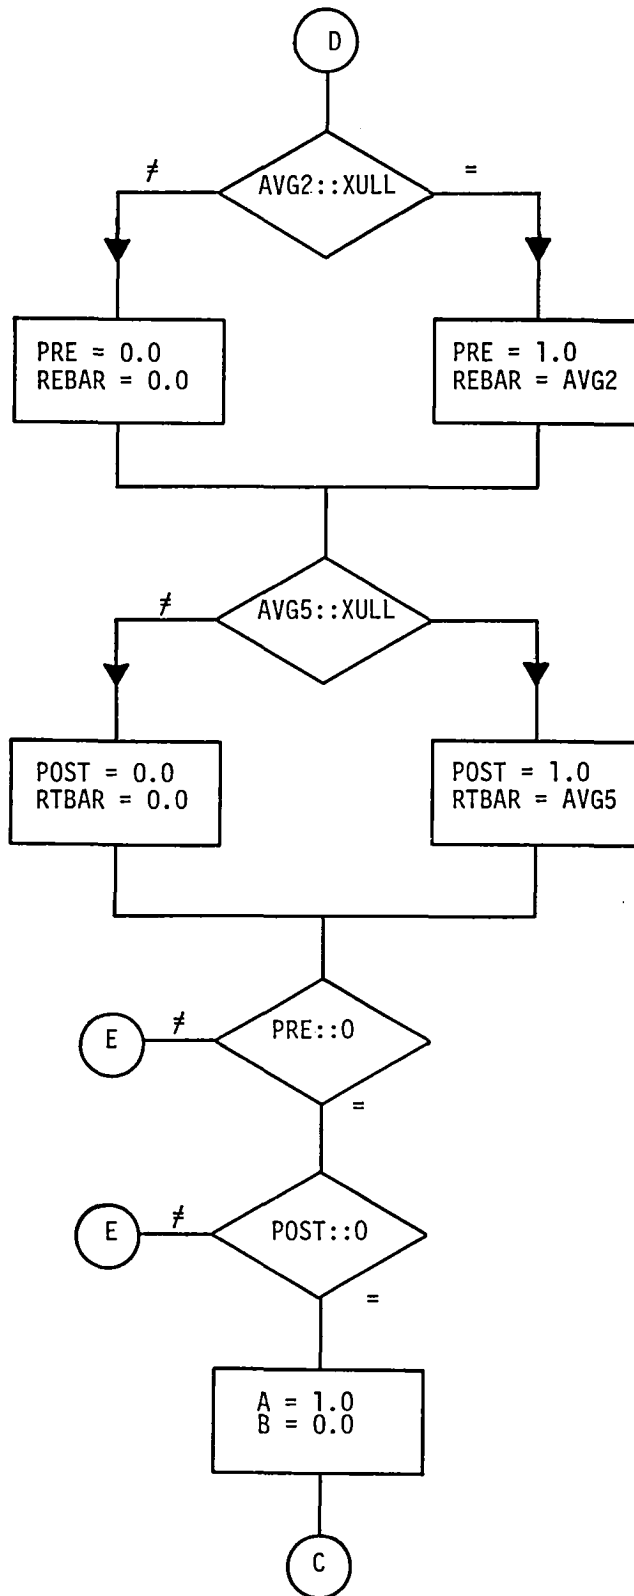 D
≠
AVG2::XULL
=
PRE = 0.0
REBAR = 0.0
PRE = 1.0
REBAR = AVG2
≠
AVG5::XULL
POST = 0.0
RTBAR = 0.0
POST = 1.0
RTBAR = AVG5
E
≠
PRE::0
=
E
≠
POST::0
=
A = 1.0
B = 0.0
C